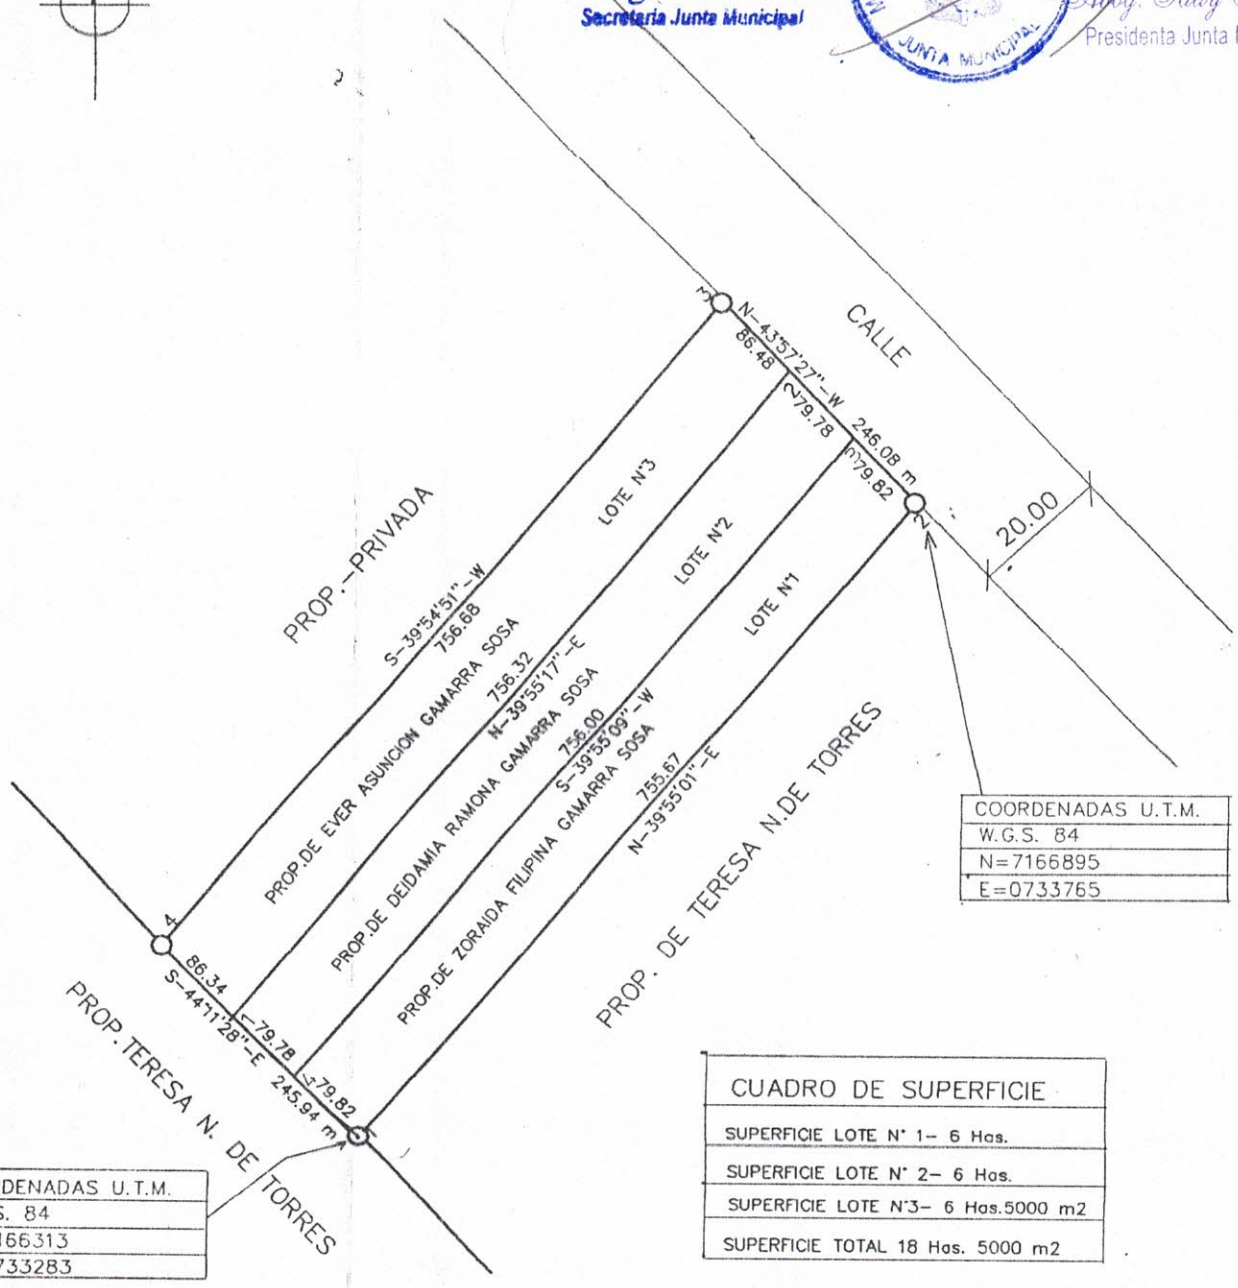 Secretaria Junta Municipal
JUNTA MUNICIPAL
Presidenta Junta
3
N-43°57'27"-W
86.48
2
79.78
246.08 m
3
79.82
2
CALLE
20.00
LOTE N°3
LOTE N°2
LOTE N°1
PROP.-PRIVADA
S-39°54'51"-W
756.68
PROP.DE EVER ASUNCION GAMARRA SOSA
756.32
N-39°55'17"-E
PROP.DE DEIDAMIA RAMONA GAMARRA SOSA
756.00
S-39°55'09"-W
PROP.DE ZORAIDA FILIPINA GAMARRA SOSA
755.67
N-39°55'01"-E
PROP. DE TERESA N.DE TORRES
COORDENADAS U.T.M.
W.G.S. 84
N=7166895
E=0733765
4
86.34
S-44°11'28"-E
1
79.78
4
79.82
245.94 m
1
PROP.TERESA N. DE TORRES
DENADAS U.T.M.
S. 84
166313
733283
CUADRO DE SUPERFICIE
SUPERFICIE LOTE N° 1- 6 Has.
SUPERFICIE LOTE N° 2- 6 Has.
SUPERFICIE LOTE N°3- 6 Has.5000 m2
SUPERFICIE TOTAL 18 Has. 5000 m2